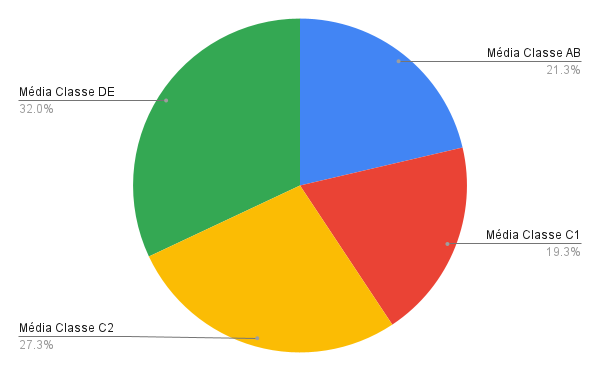 Média Classe AB
21.3%
Média Classe DE
32.0%
Média Classe C1
19.3%
Média Classe C2
27.3%